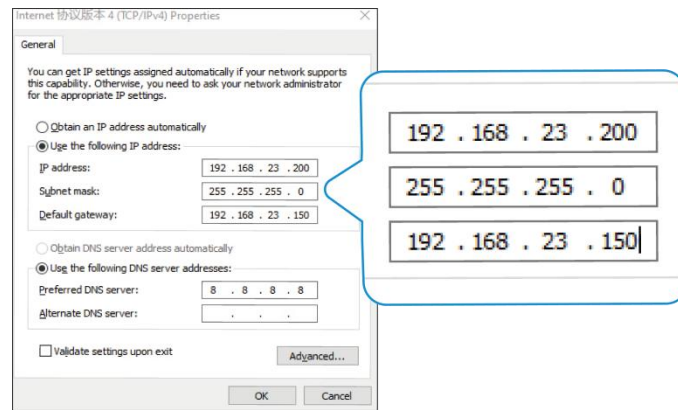 Internet 协议版本 4 (TCP/IPv4) Properties
General
You can get IP settings assigned automatically if your network supports
this capability. Otherwise, you need to ask your network administrator
for the appropriate IP settings.
Obtain an IP address automatically
Use the following IP address:
IP address: 192 . 168 . 23 . 200
Subnet mask: 255 . 255 . 255 . 0
Default gateway: 192 . 168 . 23 . 150
Obtain DNS server address automatically
Use the following DNS server addresses:
Preferred DNS server: 8 . 8 . 8 . 8
Alternate DNS server: . . .
Validate settings upon exit
Advanced...
OK Cancel
192 . 168 . 23 . 200
255 . 255 . 255 . 0
192 . 168 . 23 . 150